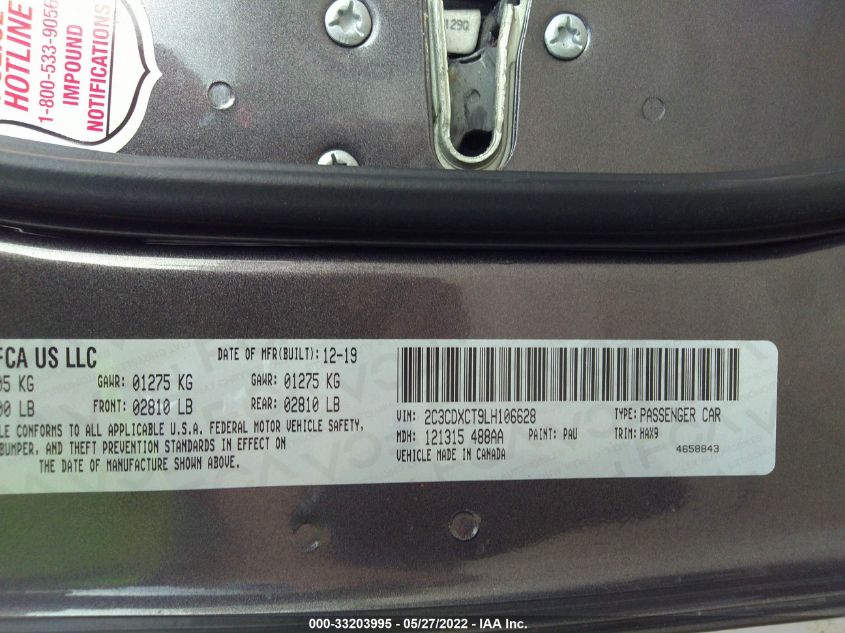 HOTLINE
1-800-533-9056
IMPOUND
NOTIFICATIONS
129Q
FCA US LLC
DATE OF MFR(BUILT): 12-19
05 KG GAWR: 01275 KG GAWR: 01275 KG
00 LB FRONT: 02810 LB REAR: 02810 LB
LE CONFORMS TO ALL APPLICABLE U.S.A. FEDERAL MOTOR VEHICLE SAFETY,
BUMPER, AND THEFT PREVENTION STANDARDS IN EFFECT ON
THE DATE OF MANUFACTURE SHOWN ABOVE.
VIN: 2C3CDXCT9LH106628 TYPE: PASSENGER CAR
MDH: 121315 488AA PAINT: PAU TRIM: HAX9
VEHICLE MADE IN CANADA 4658843
000-33203995 - 05/27/2022 - IAA Inc.